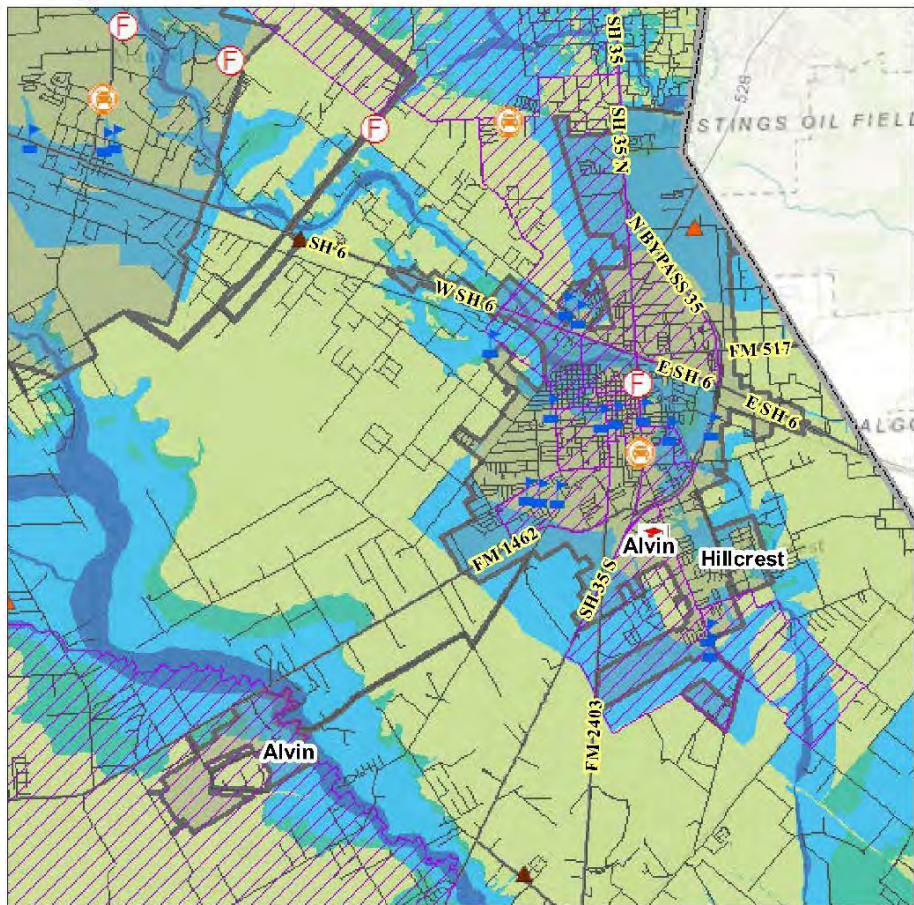 F
F
F
F
SH 35
SH 35 N
528
STINGS OIL FIELD
N BYPASS 35
SH 6
W SH 6
FM 517
E SH 6
E SH 6
ALGO
FM 1462
SH 35 S
Alvin
Hillcrest
FM-2403
Alvin